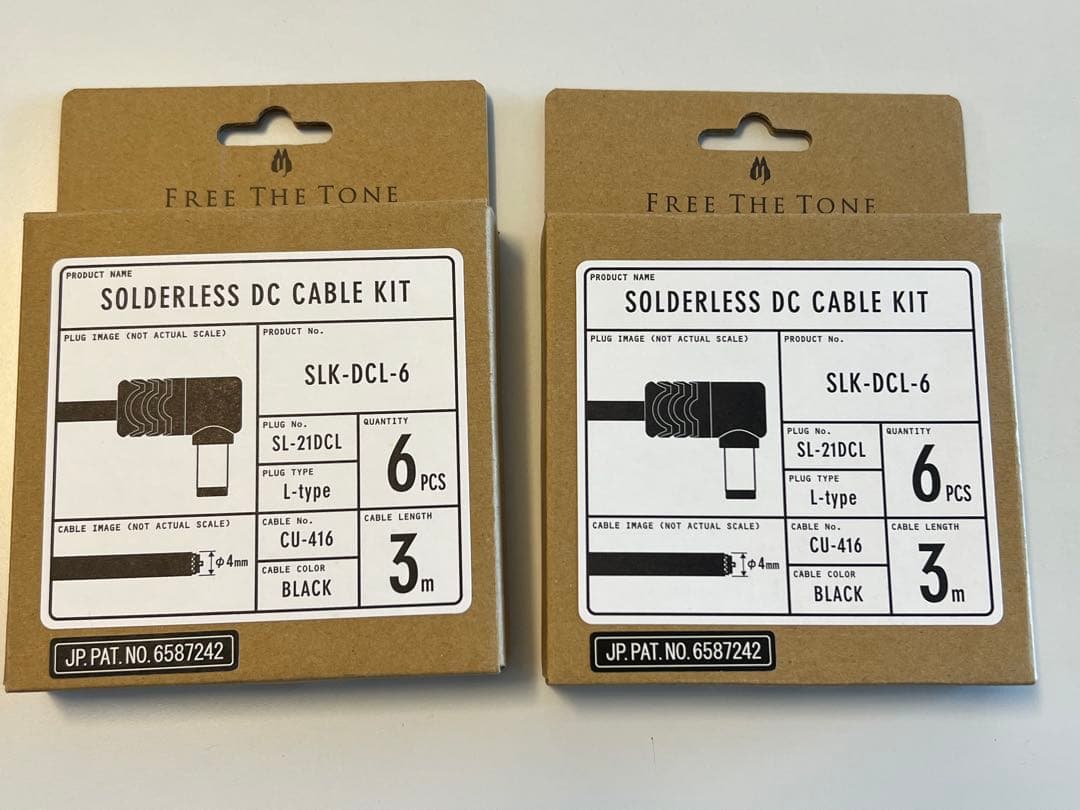 FREE THE TONE
PRODUCT NAME
SOLDERLESS DC CABLE KIT
PLUG IMAGE (NOT ACTUAL SCALE)
PRODUCT No.
SLK-DCL-6
PLUG No.
SL-21DCL
QUANTITY
6 PCS
PLUG TYPE
L-type
CABLE IMAGE (NOT ACTUAL SCALE)
φ4mm
CABLE No.
CU-416
CABLE LENGTH
3m
CABLE COLOR
BLACK
JP. PAT. NO. 6587242
FREE THE TONE
PRODUCT NAME
SOLDERLESS DC CABLE KIT
PLUG IMAGE (NOT ACTUAL SCALE)
PRODUCT No.
SLK-DCL-6
PLUG No.
SL-21DCL
QUANTITY
6 PCS
PLUG TYPE
L-type
CABLE IMAGE (NOT ACTUAL SCALE)
φ4mm
CABLE No.
CU-416
CABLE LENGTH
3m
CABLE COLOR
BLACK
JP. PAT. NO. 6587242